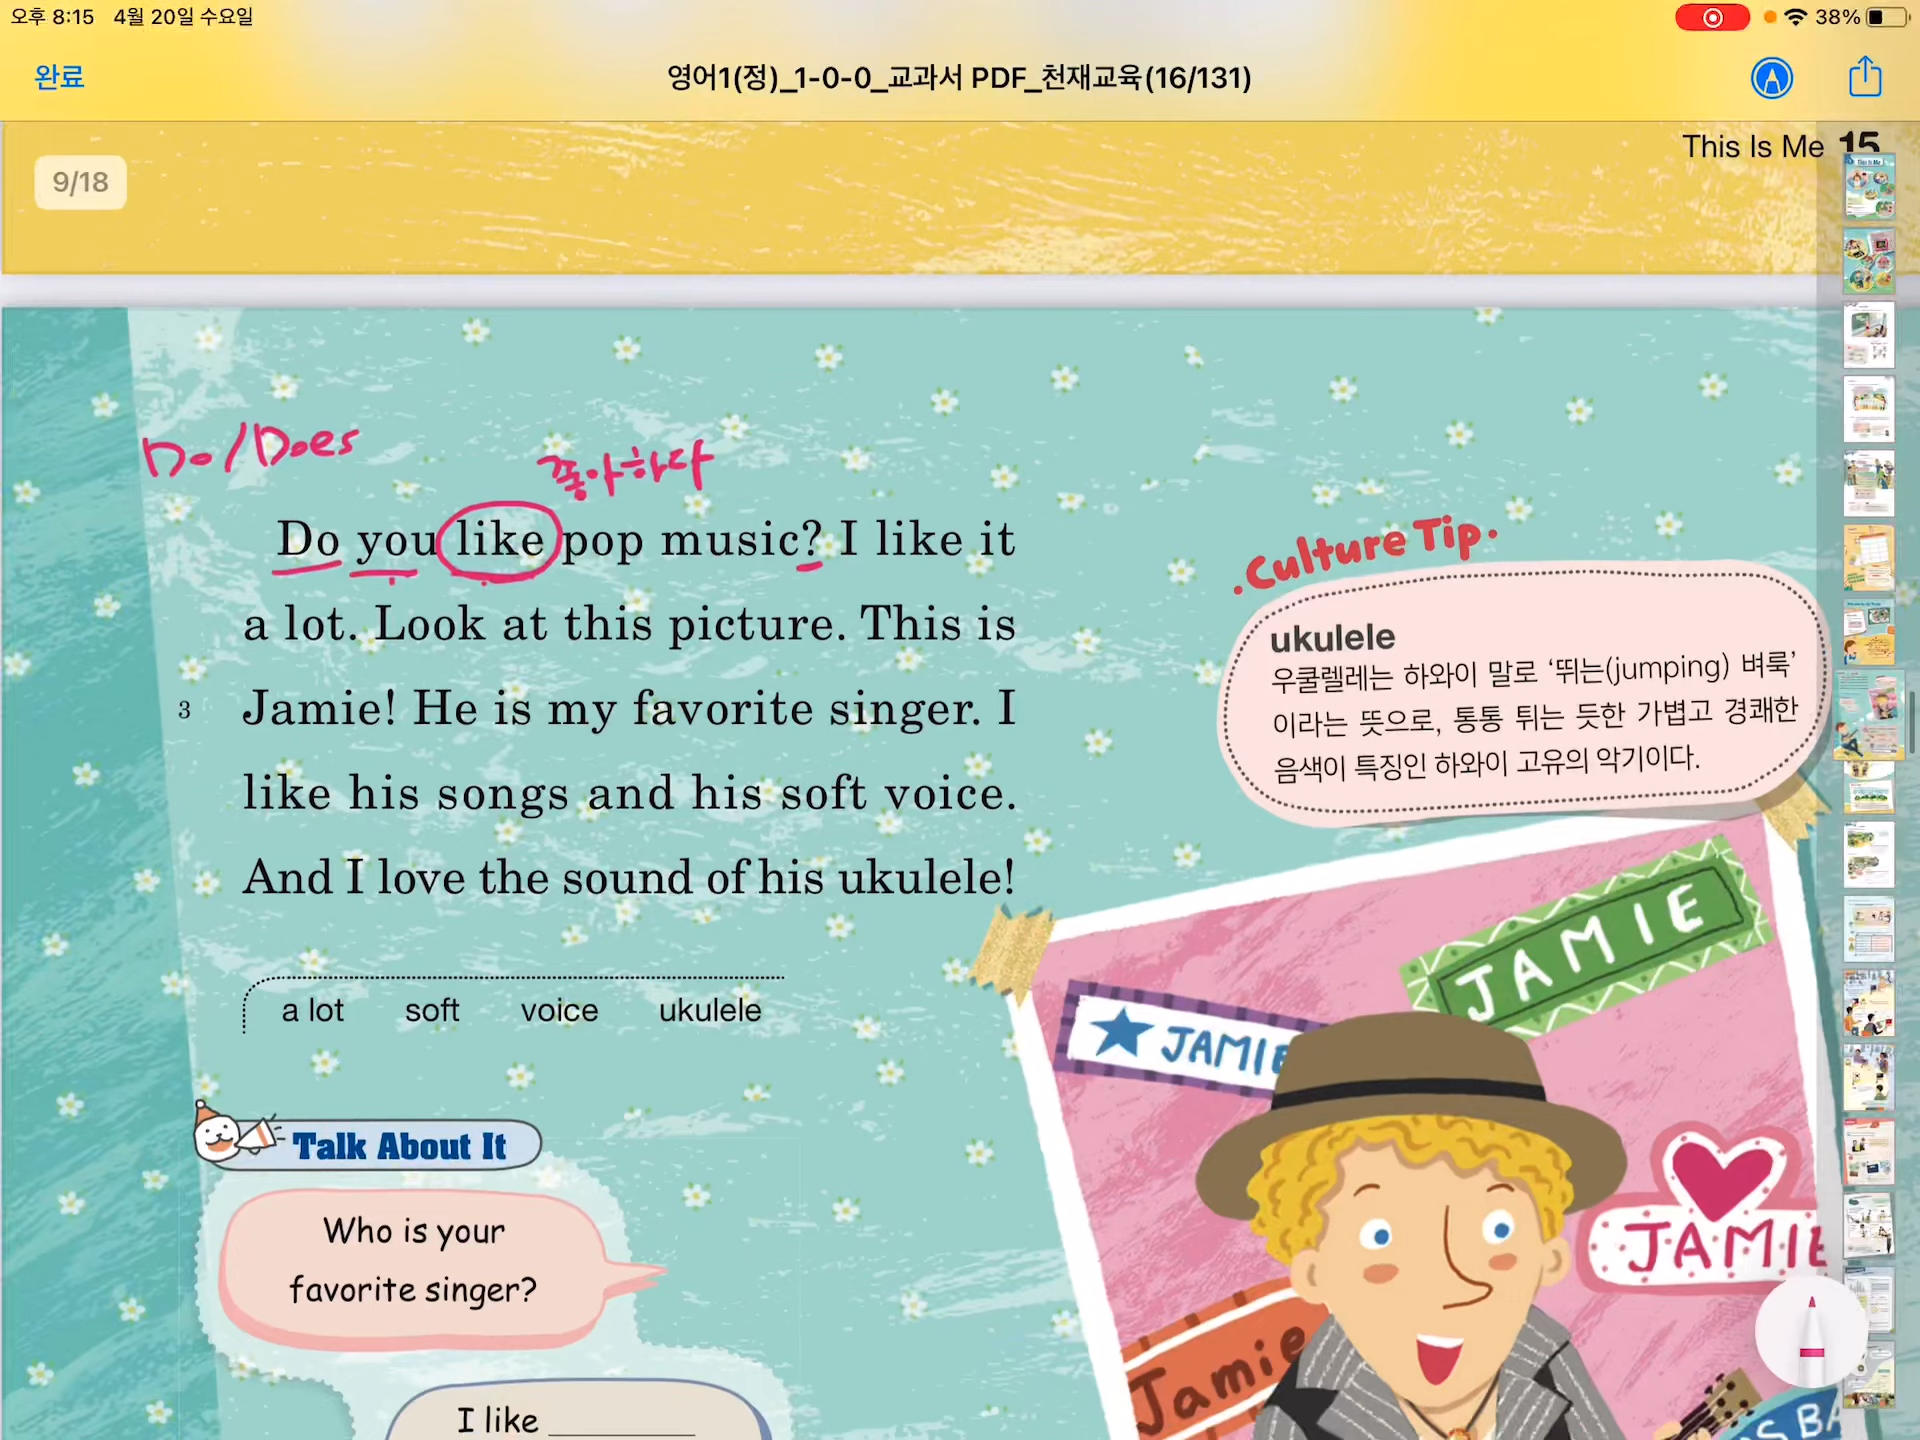 오후 8:15 4월 20일 수요일
38%
완료
영어1(정)_1-0-0_교과서 PDF_천재교육(16/131)
This Is Me 15
9/18
Do/Does
좋아하다
Do you like pop music? I like it
a lot. Look at this picture. This is
3 Jamie! He is my favorite singer. I
like his songs and his soft voice.
And I love the sound of his ukulele!
a lot soft voice ukulele
Culture Tip.
ukulele
우쿨렐레는 하와이 말로 ‘뛰는(jumping) 벼룩’
이라는 뜻으로, 통통 튀는 듯한 가볍고 경쾌한
음색이 특징인 하와이 고유의 악기이다.
JAMIE
JAMIE
JAMIE
Jamie
S BA
Talk About It
Who is your
favorite singer?
I like ________